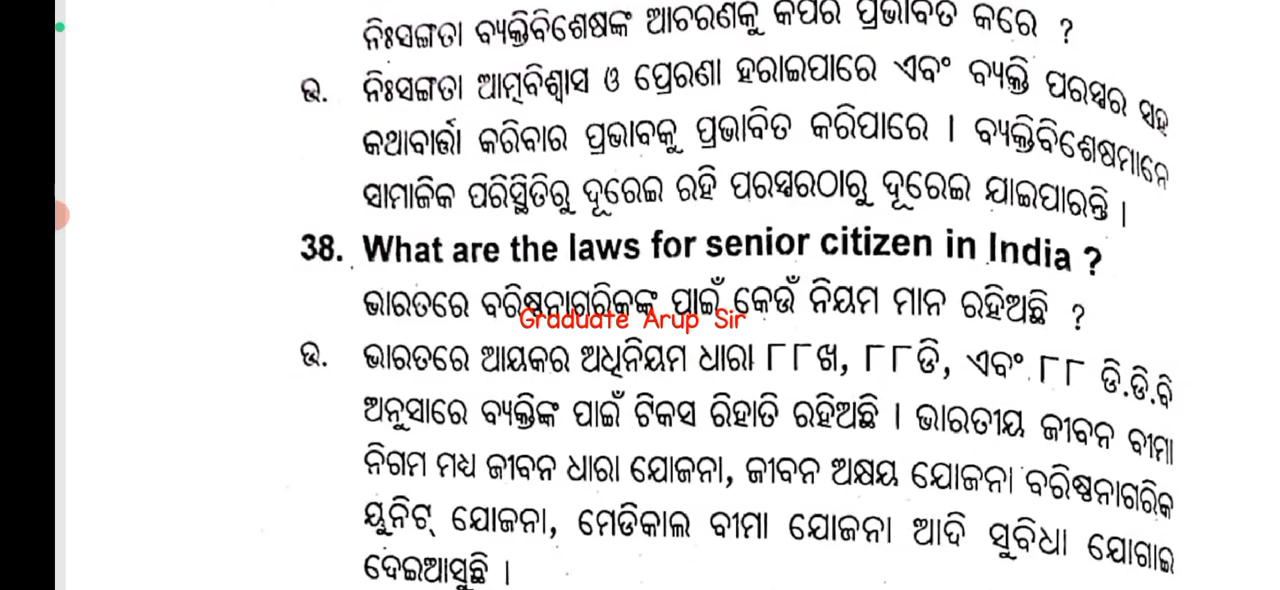 ନିଃସଙ୍ଗତା ବ୍ୟକ୍ତିବିଶେଷଙ୍କ ଆଚରଣକୁ କିପରି ପ୍ରଭାବିତ କରେ ?
ଉ. ନିଃସଙ୍ଗତା ଆତ୍ମବିଶ୍ୱାସ ଓ ପ୍ରେରଣା ହରାଇପାରେ ଏବଂ ବ୍ୟକ୍ତି ପରସ୍ପର ସହ
କଥାବାର୍ତ୍ତା କରିବାର ପ୍ରଭାବକୁ ପ୍ରଭାବିତ କରିପାରେ । ବ୍ୟକ୍ତିବିଶେଷମାନେ
ସାମାଜିକ ପରିସ୍ଥିତିରୁ ଦୂରେଇ ରହି ପରସ୍ପରଠାରୁ ଦୂରେଇ ଯାଇପାରନ୍ତି ।
38. What are the laws for senior citizen in India ?
ଭାରତରେ ବରିଷ୍ଠନାଗରିକଙ୍କ ପାଇଁ କେଉଁ ନିୟମ ମାନ ରହିଅଛି ?
Graduate Arup Sir
ଉ. ଭାରତରେ ଆୟକର ଅଧିନିୟମ ଧାରା ୮୮ଖ, ୮୮ଡି, ଏବଂ ୮୮ ଡି.ଡି.ବି
ଅନୁସାରେ ବ୍ୟକ୍ତିଙ୍କ ପାଇଁ ଟିକସ ରିହାତି ରହିଅଛି । ଭାରତୀୟ ଜୀବନ ବୀମା
ନିଗମ ମଧ୍ୟ ଜୀବନ ଧାରା ଯୋଜନା, ଜୀବନ ଅକ୍ଷୟ ଯୋଜନା ବରିଷ୍ଠନାଗରିକ
ୟୁନିଟ୍ ଯୋଜନା, ମେଡିକାଲ ବୀମା ଯୋଜନା ଆଦି ସୁବିଧା ଯୋଗାଇ
ଦେଇଆସୁଛି ।